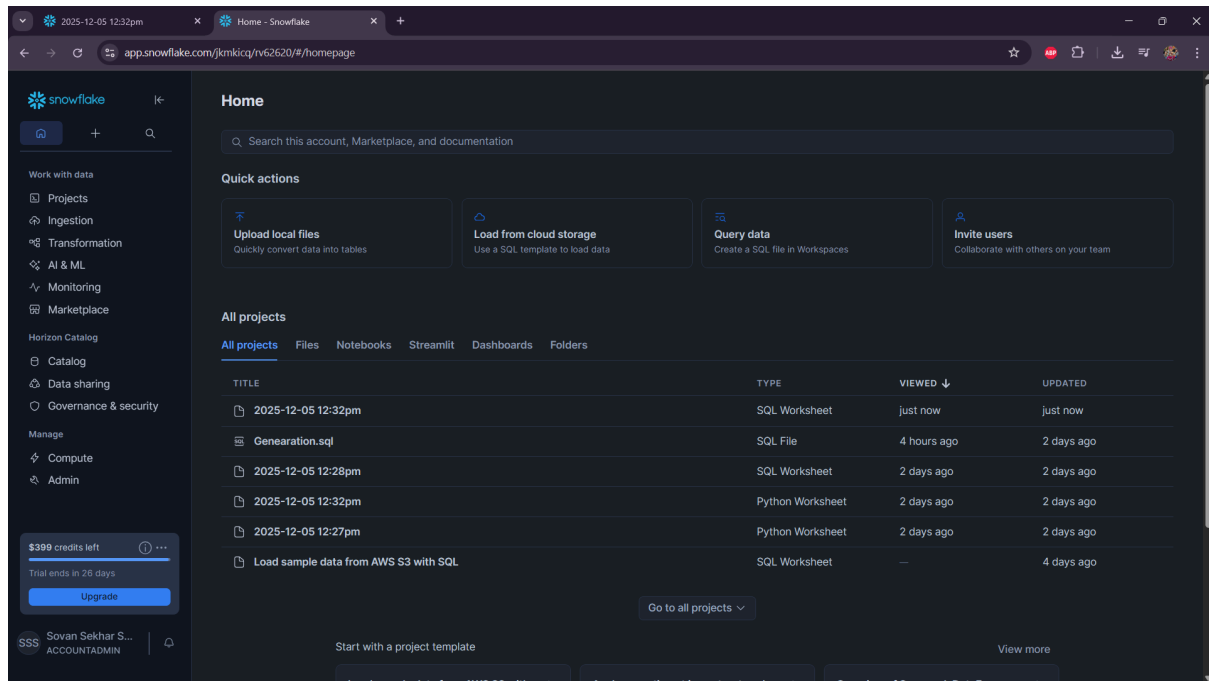 2025-12-05 12:32pm
Home - Snowflake
app.snowflake.com/jkmkicq/rv62620/#/homepage
ABP
snowflake
Work with data
Projects
Ingestion
Transformation
AI & ML
Monitoring
Marketplace
Horizon Catalog
Catalog
Data sharing
Governance & security
Manage
Compute
Admin
$399 credits left
Trial ends in 26 days
Upgrade
SSS
Sovan Sekhar S...
ACCOUNTADMIN
Home
Search this account, Marketplace, and documentation
Quick actions
Upload local files
Quickly convert data into tables
Load from cloud storage
Use a SQL template to load data
Query data
Create a SQL file in Workspaces
Invite users
Collaborate with others on your team
All projects
All projects Files Notebooks Streamlit Dashboards Folders
TITLE TYPE VIEWED UPDATED
2025-12-05 12:32pm SQL Worksheet just now just now
SQL Genearation.sql SQL File 4 hours ago 2 days ago
2025-12-05 12:28pm SQL Worksheet 2 days ago 2 days ago
2025-12-05 12:32pm Python Worksheet 2 days ago 2 days ago
2025-12-05 12:27pm Python Worksheet 2 days ago 2 days ago
Load sample data from AWS S3 with SQL SQL Worksheet — 4 days ago
Go to all projects
Start with a project template View more